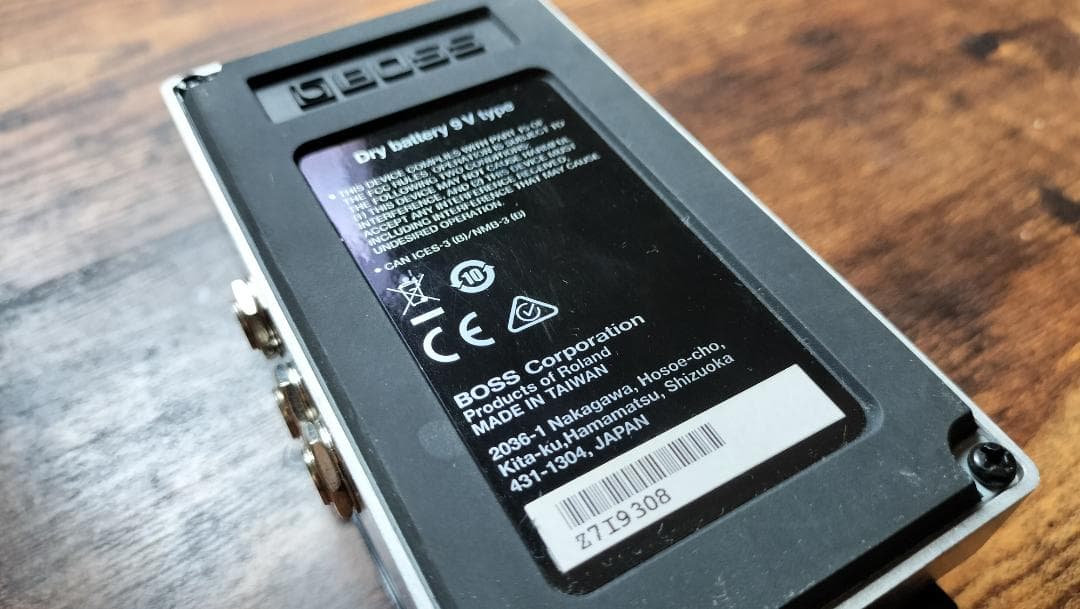 BOSS
Dry battery 9V type
• THIS DEVICE COMPLIES WITH PART 15 OF
THE FCC RULES. OPERATION IS SUBJECT TO
THE FOLLOWING TWO CONDITIONS:
(1) THIS DEVICE MAY NOT CAUSE HARMFUL
INTERFERENCE, AND (2) THIS DEVICE MUST
ACCEPT ANY INTERFERENCE RECEIVED,
INCLUDING INTERFERENCE THAT MAY CAUSE
UNDESIRED OPERATION.
• CAN ICES-3 (B)/NMB-3 (B)
10
CE
BOSS Corporation
Products of Roland
MADE IN TAIWAN
2036-1 Nakagawa, Hosoe-cho,
Kita-ku,Hamamatsu, Shizuoka
431-1304, JAPAN
Z7I9308